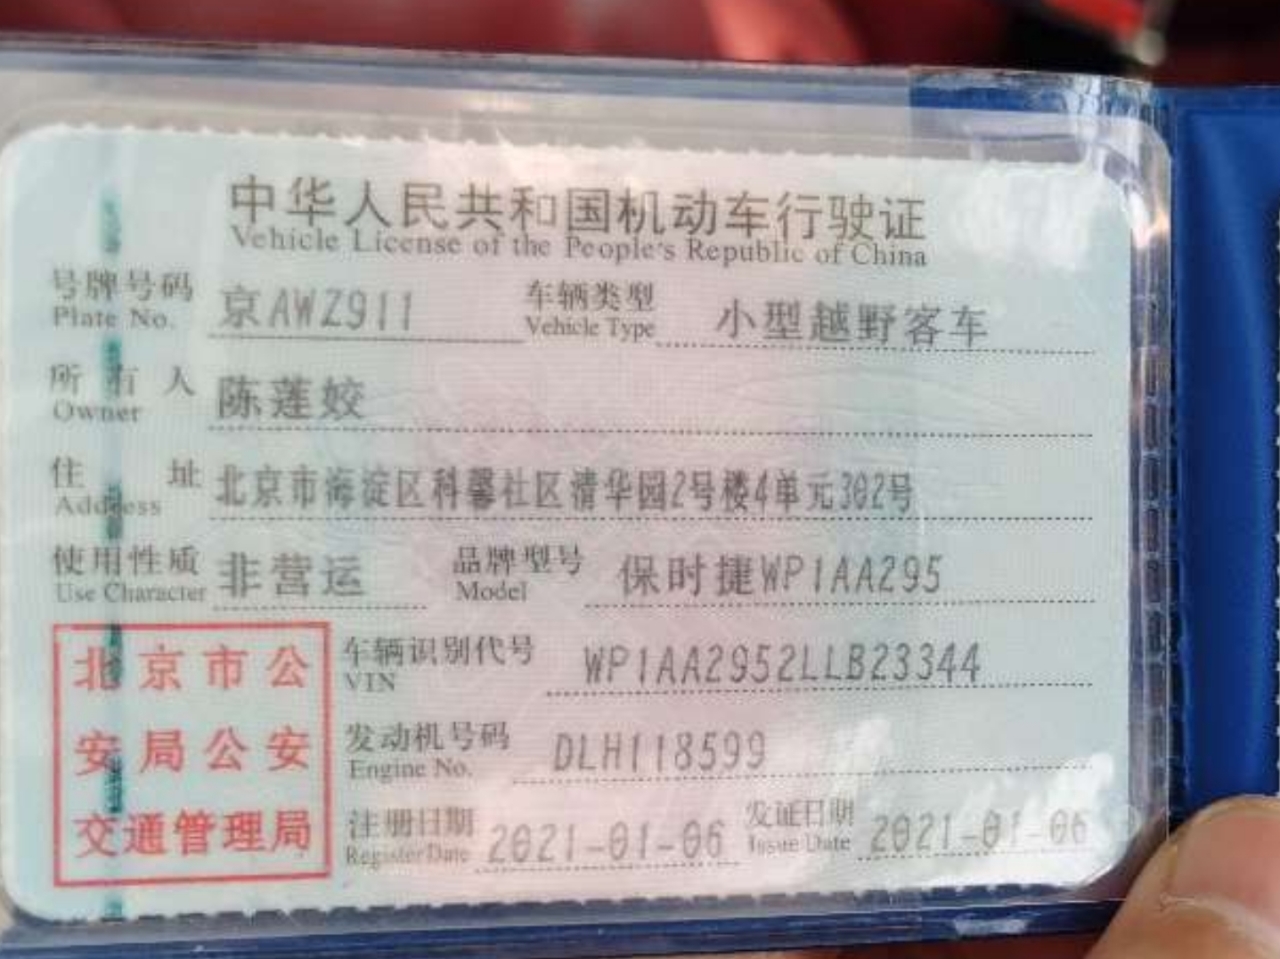 中华人民共和国机动车行驶证
Vehicle License of the People's Republic of China
号牌号码 京AWZ911 车辆类型 小型越野客车
Plate No. Vehicle Type
所有人 陈莲姣
Owner
住址 北京市海淀区科馨社区清华园2号楼4单元302号
Address
使用性质 非营运 品牌型号 保时捷WP1AA295
Use Character Model
北京市公
安局公安
交通管理局
车辆识别代号 WP1AA2952LLB23344
VIN
发动机号码 DLH118599
Engine No.
注册日期 2021-01-06 发证日期 2021-01-06
Register Date Issue Date